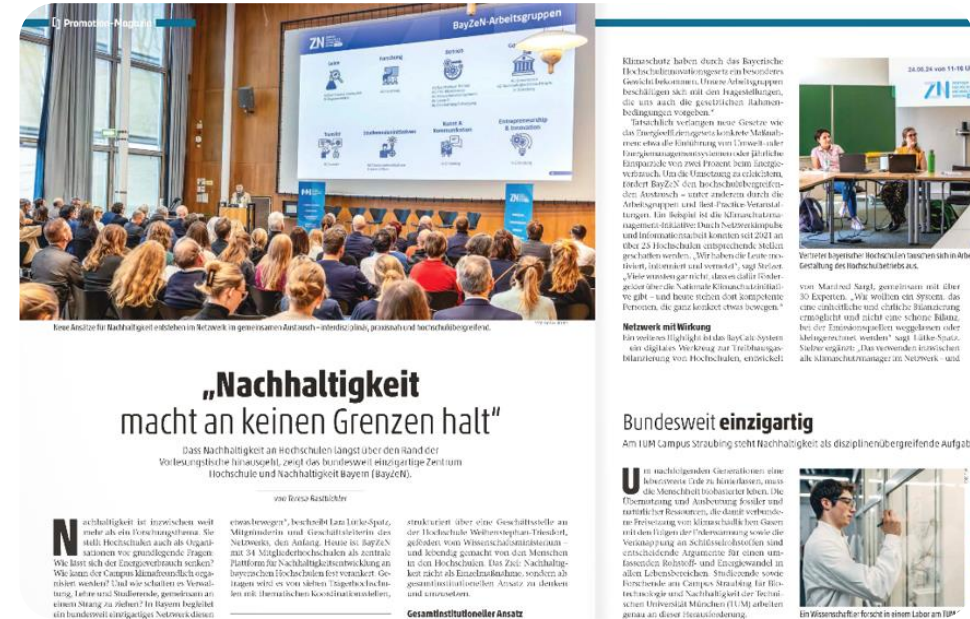 Promotion-Magazin
BayZeN-Arbeitsgruppen
ZN
Lehre
Forschung
Betrieb
Transfer
Studierendeninitiativen
Kunst &
Kommunikation
Entrepreneurship
& Innovation
ZN
Neue Ansätze für Nachhaltigkeit entstehen im Netzwerk im gemeinsamen Austausch – interdisziplinär, praxisnah und hochschulübergreifend.
„Nachhaltigkeit
macht an keinen Grenzen halt“
Dass Nachhaltigkeit an Hochschulen längst über den Rand der
Vorlesungstische hinausgeht, zeigt das bundesweit einzigartige Zentrum
Hochschule und Nachhaltigkeit Bayern (BayZeN).
von Teresa
Nachhaltigkeit ist inzwischen weit
mehr als ein Forschungsthema. Sie
stellt Hochschulen auch als Organi-
sationen vor grundlegende Fragen:
Wie lässt sich der Energieverbrauch senken?
Wie kann der Campus klimafreundlich orga-
nisiert werden? Und wie schaffen es Verwal-
tung, Lehre und Studierende, gemeinsam an
einem Strang zu ziehen? In Bayern begleitet
ein bundesweit einzigartiges Netzwerk diesen
etwas bewegen“, beschreibt Lara Lütke-Spatz,
Mitgründerin und Geschäftsleiterin des
Netzwerks, den Anfang. Heute ist BayZeN
mit 34 Mitgliedshochschulen als zentrale
Plattform für Nachhaltigkeitsentwicklung an
bayerischen Hochschulen fest verankert. Ge-
tragen wird es von sieben Trägerhochschu-
len mit thematischen Koordinationsstellen,
strukturiert über eine Geschäftsstelle an
der Hochschule Weihenstephan-Triesdorf,
gefördert vom Wissenschaftsministerium –
und lebendig gemacht von den Menschen
in den Hochschulen. Das Ziel: Nachhaltig-
keit nicht als Einzelmaßnahme, sondern als
gesamtinstitutionellen Ansatz zu denken
und umzusetzen.
Gesamtinstitutioneller Ansatz
Klimaschutz haben durch das Bayerische
Hochschulinnovationsgesetz ein besonderes
Gewicht bekommen. Unsere Arbeitsgruppen
beschäftigen sich mit den Fragestellungen,
die uns auch die gesetzlichen Rahmen-
bedingungen vorgeben.“
Tatsächlich verlangen neue Gesetze wie
das Energieeffizienzgesetz konkrete Maßnah-
men: etwa die Einführung von Umwelt- oder
Energiemanagementsystemen oder jährliche
Einsparziele von zwei Prozent beim Energie-
verbrauch. Um die Umsetzung zu erleichtern,
fördert BayZeN den hochschulübergreifen-
den Austausch – unter anderem durch die
Arbeitsgruppen und Best-Practice-Veranstal-
tungen. Ein Beispiel ist die Klimaschutzma-
nagement-Initiative: Durch Netzwerkimpulse
und Informationsarbeit konnten seit 2021 an
über 25 Hochschulen entsprechende Stellen
geschaffen werden. „Wir haben die Leute mo-
tiviert, informiert und vernetzt“, sagt Stelzer.
„Viele wussten gar nicht, dass es dafür Förder-
gelder über die Nationale Klimaschutzinitiati-
ve gibt – und heute stehen dort kompetente
Personen, die ganz konkret etwas bewegen.“
Netzwerk mit Wirkung
Ein weiteres Highlight ist das BayCalc-System
– ein digitales Werkzeug zur Treibhausgas-
bilanzierung von Hochschulen, entwickelt
24.06.24 von 11-16 U
ZN
Vertreter bayerischer Hochschulen tauschen sich in Arbe
Gestaltung des Hochschulbetriebs aus.
von Manfred Sargl, gemeinsam mit über
30 Experten. „Wir wollten ein System, das
eine einheitliche und ehrliche Bilanzierung
ermöglicht und nicht eine schöne Bilanz,
bei der Emissionsquellen weggelassen oder
kleingerechnet werden“, sagt Lütke-Spatz.
Stelzer ergänzt: „Das verwenden inzwischen
alle Klimaschutzmanager im Netzwerk – und
Bundesweit einzigartig
Am TUM Campus Straubing steht Nachhaltigkeit als disziplinenübergreifende Aufgab
Um nachfolgenden Generationen eine
lebenswerte Erde zu hinterlassen, muss
die Menschheit biobasierter leben. Die
Übernutzung und Ausbeutung fossiler und
natürlicher Ressourcen, die damit verbunde-
ne Freisetzung von klimaschädlichen Gasen
mit den Folgen der Erderwärmung sowie die
Verknappung an Schlüsselrohstoffen sind
entscheidende Argumente für einen um-
fassenden Rohstoff- und Energiewandel in
allen Lebensbereichen. Studierende sowie
Forschende am Campus Straubing für Bio-
technologie und Nachhaltigkeit der Techni-
schen Universität München (TUM) arbeiten
genau an dieser Herausforderung.
Ein Wissenschaftler forscht in einem Labor am TUM